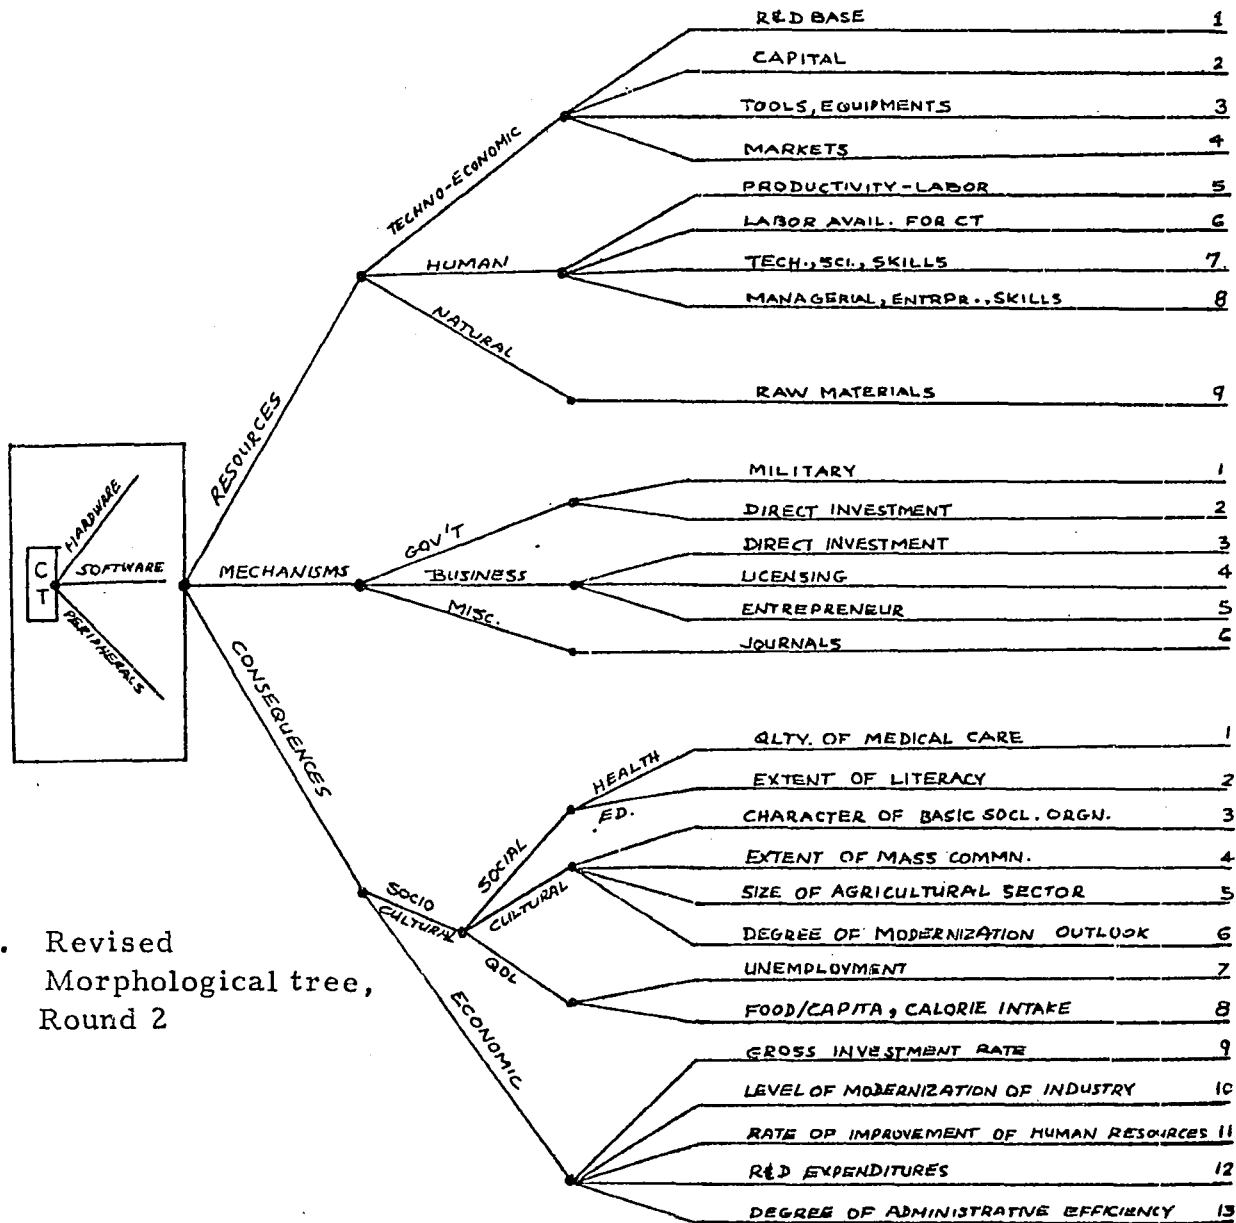 R&D BASE 1
CAPITAL 2
TOOLS, EQUIPMENTS 3
MARKETS 4
TECHNO-ECONOMIC
PRODUCTIVITY-LABOR 5
LABOR AVAIL. FOR CT 6
HUMAN
TECH., SCI., SKILLS 7.
MANAGERIAL, ENTRPR., SKILLS 8
NATURAL
RAW MATERIALS 9
RESOURCES
MILITARY 1
DIRECT INVESTMENT 2
GOV'T
DIRECT INVESTMENT 3
HARDWARE
C
T
SOFTWARE
PERIPHERALS
MECHANISMS
BUSINESS
LICENSING 4
MISC.
ENTREPRENEUR 5
JOURNALS 6
CONSEQUENCES
QLTY. OF MEDICAL CARE 1
HEALTH
EXTENT OF LITERACY 2
ED.
CHARACTER OF BASIC SOCL. ORGN. 3
SOCIAL
EXTENT OF MASS COMMN. 4
SOCIO
CULTURAL
CULTURAL
SIZE OF AGRICULTURAL SECTOR 5
DEGREE OF MODERNIZATION OUTLOOK 6
QOL
UNEMPLOYMENT 7
FOOD/CAPITA, CALORIE INTAKE 8
. Revised
Morphological tree,
Round 2
ECONOMIC
GROSS INVESTMENT RATE 9
LEVEL OF MODERNIZATION OF INDUSTRY 10
RATE OF IMPROVEMENT OF HUMAN RESOURCES 11
R&D EXPENDITURES 12
DEGREE OF ADMINISTRATIVE EFFICIENCY 13